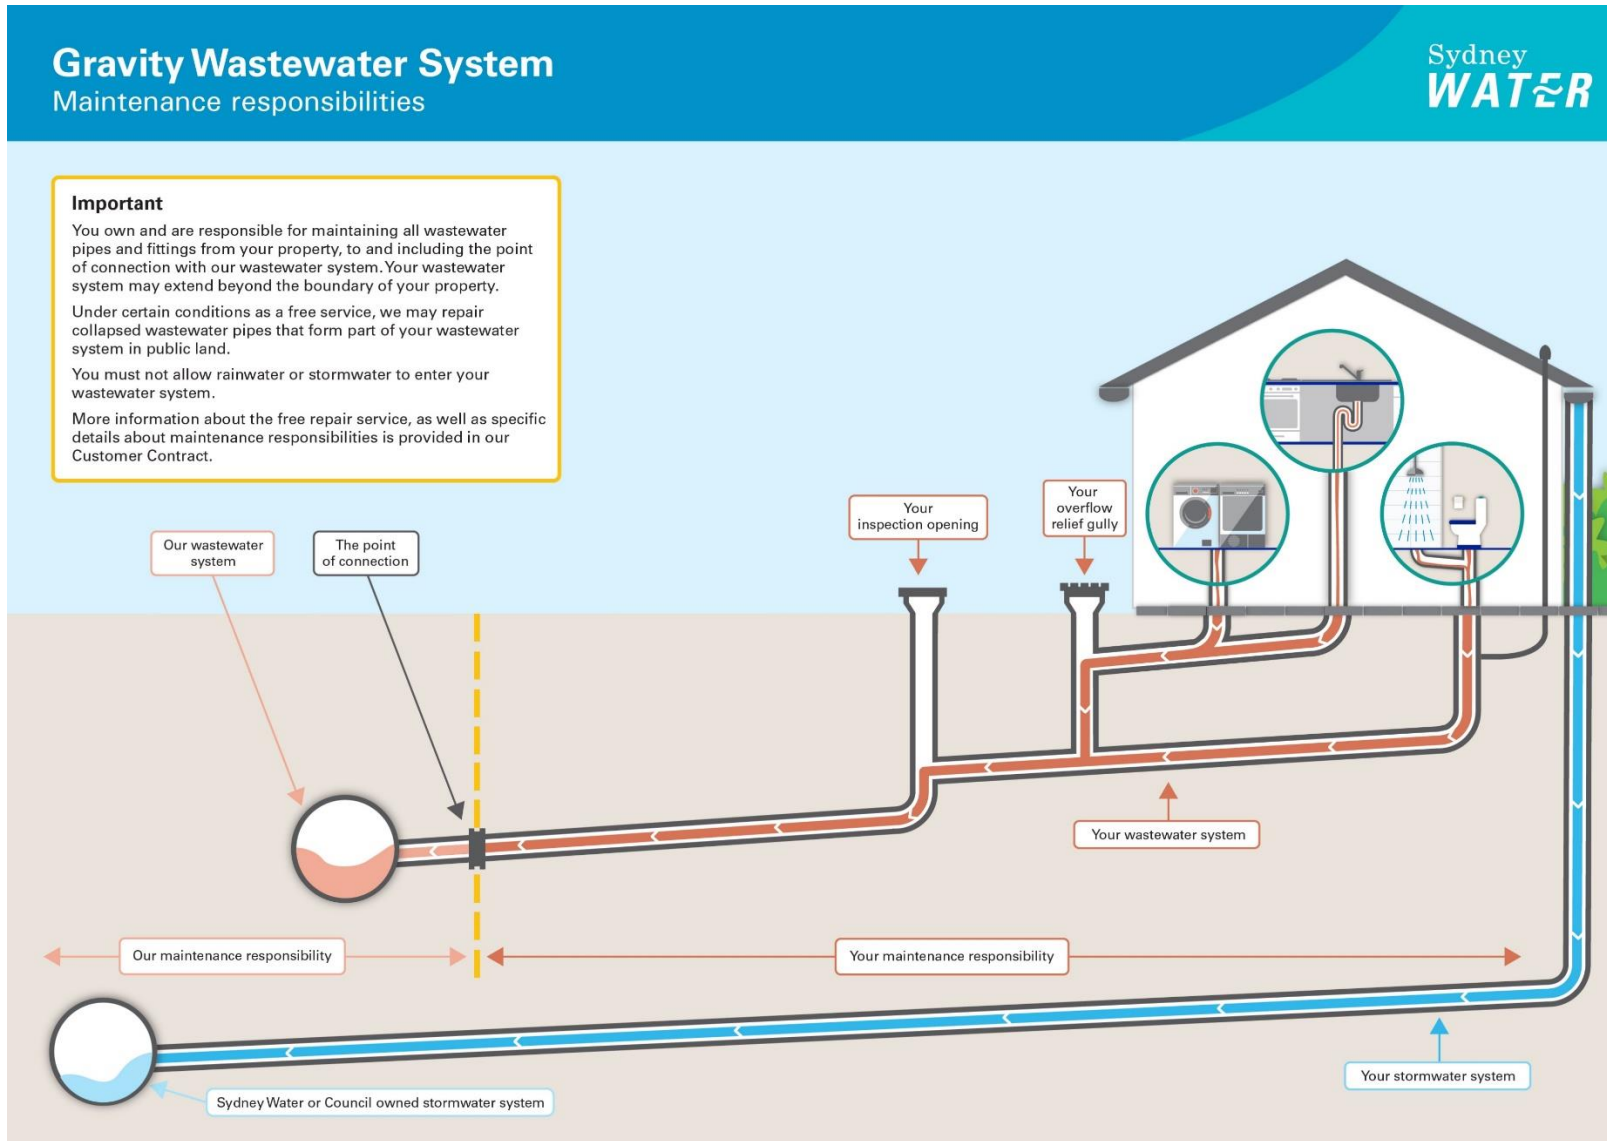 Gravity Wastewater System
Maintenance responsibilities
Sydney
WATER
Important
You own and are responsible for maintaining all wastewater
pipes and fittings from your property, to and including the point
of connection with our wastewater system. Your wastewater
system may extend beyond the boundary of your property.
Under certain conditions as a free service, we may repair
collapsed wastewater pipes that form part of your wastewater
system in public land.
You must not allow rainwater or stormwater to enter your
wastewater system.
More information about the free repair service, as well as specific
details about maintenance responsibilities is provided in our
Customer Contract.
Our wastewater
system
The point
of connection
Your
inspection opening
Your
overflow
relief gully
Your wastewater system
Our maintenance responsibility
Your maintenance responsibility
Your stormwater system
Sydney Water or Council owned stormwater system